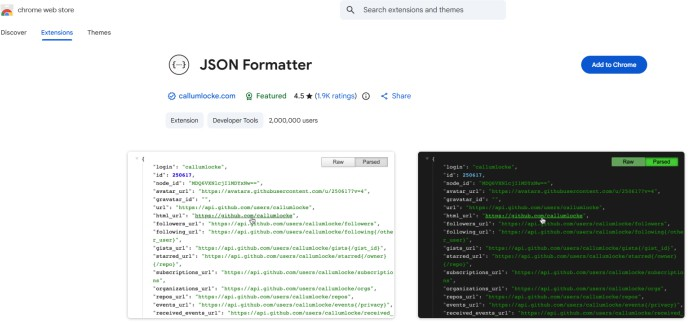 chrome web store
Search extensions and themes
Discover Extensions Themes
{···} JSON Formatter
Add to Chrome
callumlocke.com Featured 4.5 ★ (1.9K ratings) Share
Extension Developer Tools 2,000,000 users
Raw Parsed
{
"login": "callumlocke",
"id": 250617,
"avatar_url": "https://avatars.githubusercontent.com/u/250617?v=4",
"gravatar_id": "",
"url": "https://api.github.com/users/callumlocke",
"html_url": "https://github.com/callumlocke",
"followers_url": "https://api.github.com/users/callumlocke/followers",
"following_url": "https://api.github.com/users/callumlocke/following{/othe
r_user}",
"gists_url": "https://api.github.com/users/callumlocke/gists{/gist_id}",
"starred_url": "https://api.github.com/users/callumlocke/starred{/owner}
{/repo}",
"subscriptions_url": "https://api.github.com/users/callumlocke/subscriptio
ns",
"organizations_url": "https://api.github.com/users/callumlocke/orgs",
"repos_url": "https://api.github.com/users/callumlocke/repos",
"events_url": "https://api.github.com/users/callumlocke/events{/privacy}",
"received_events_url": "https://api.github.com/users/callumlocke/received_
Raw Parsed
{
"login": "callumlocke",
"id": 250617,
"avatar_url": "https://avatars.githubusercontent.com/u/250617?v=4",
"gravatar_id": "",
"url": "https://api.github.com/users/callumlocke",
"html_url": "https://github.com/callumlocke",
"followers_url": "https://api.github.com/users/callumlocke/followers",
"following_url": "https://api.github.com/users/callumlocke/following{/othe
r_user}",
"gists_url": "https://api.github.com/users/callumlocke/gists{/gist_id}",
"starred_url": "https://api.github.com/users/callumlocke/starred{/owner}
{/repo}",
"subscriptions_url": "https://api.github.com/users/callumlocke/subscriptio
ns",
"organizations_url": "https://api.github.com/users/callumlocke/orgs",
"repos_url": "https://api.github.com/users/callumlocke/repos",
"events_url": "https://api.github.com/users/callumlocke/events{/privacy}",
"received_events_url": "https://api.github.com/users/callumlocke/received_